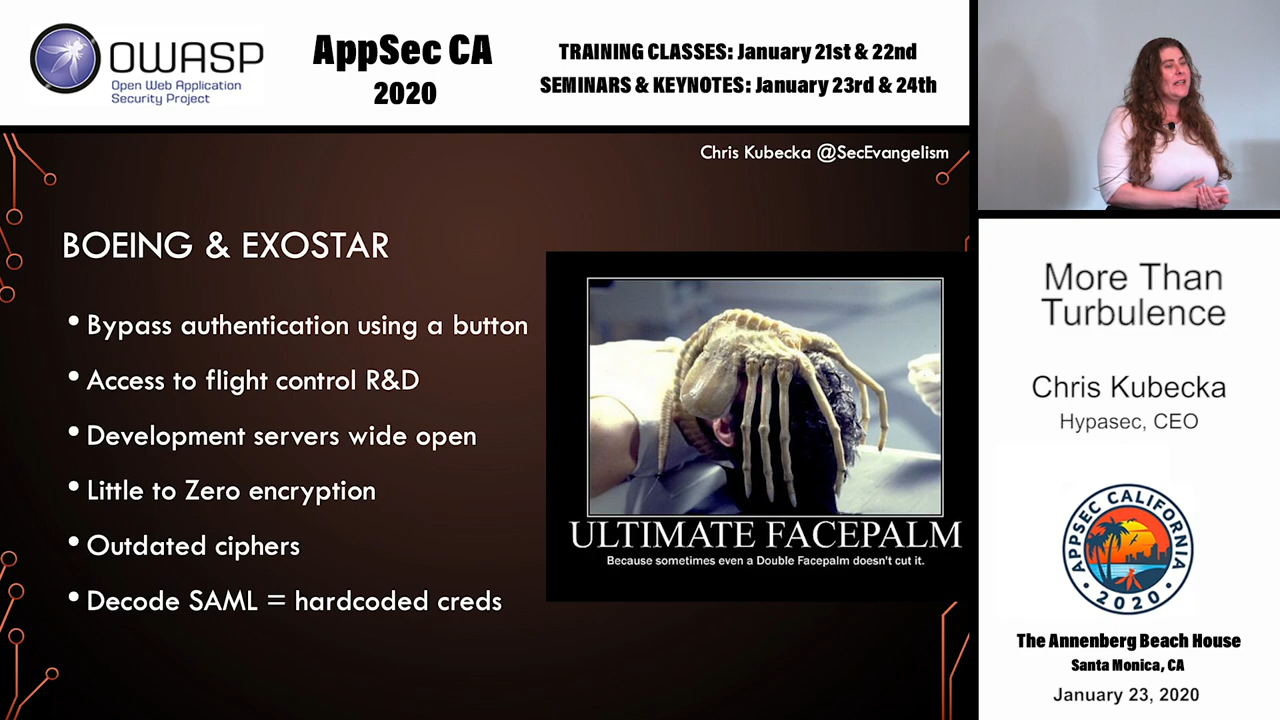 OWASP
Open Web Application
Security Project
AppSec CA
2020
TRAINING CLASSES: January 21st & 22nd
SEMINARS & KEYNOTES: January 23rd & 24th
Chris Kubecka @SecEvangelism
BOEING & EXOSTAR
• Bypass authentication using a button
• Access to flight control R&D
• Development servers wide open
• Little to Zero encryption
• Outdated ciphers
• Decode SAML = hardcoded creds
ULTIMATE FACEPALM
Because sometimes even a Double Facepalm doesn't cut it.
More Than
Turbulence
Chris Kubecka
Hypasec, CEO
APPSEC CALIFORNIA
• 2020 •
The Annenberg Beach House
Santa Monica, CA
January 23, 2020